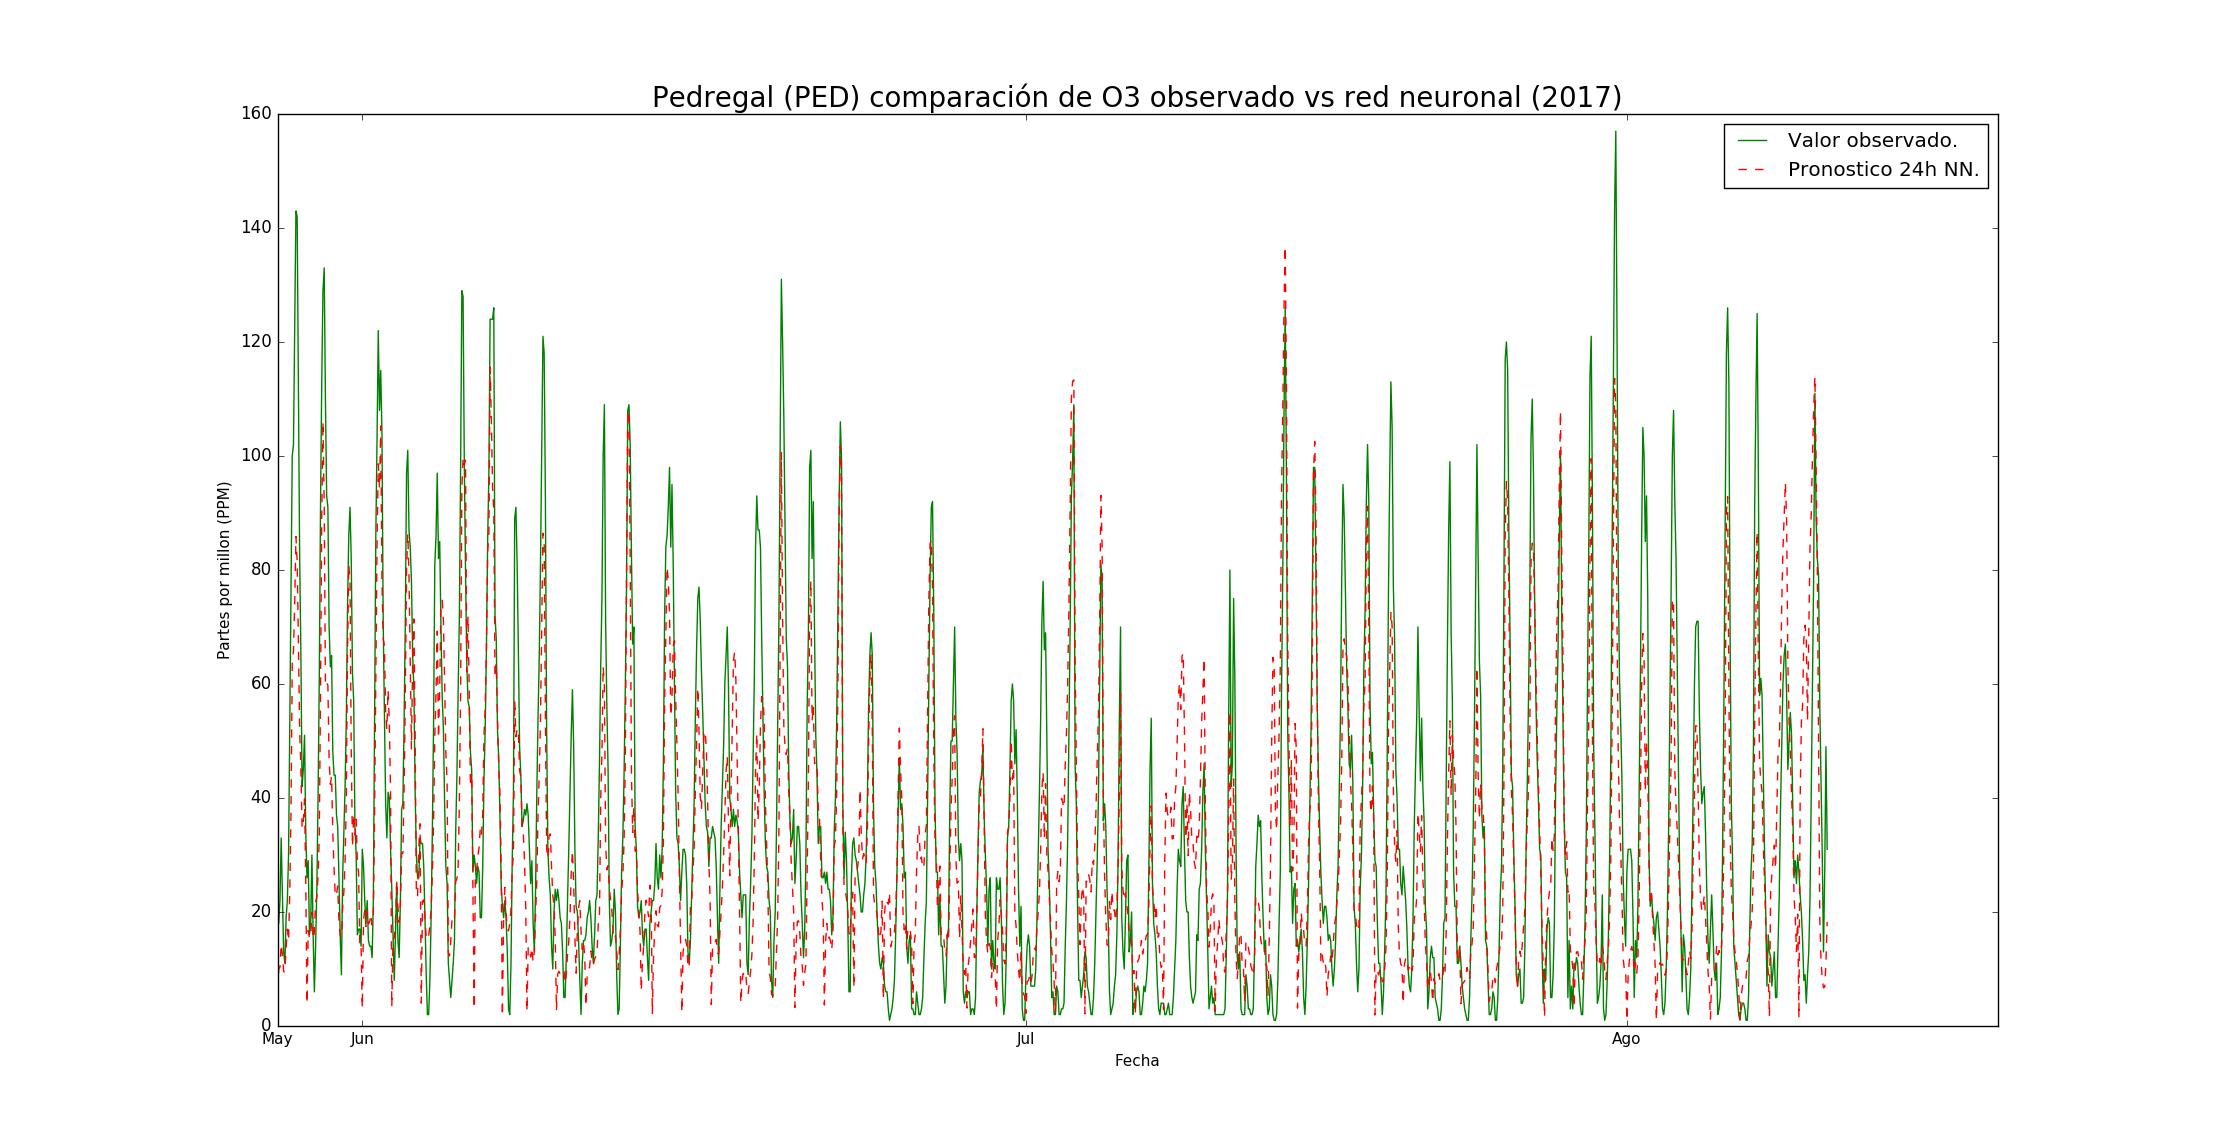 Pedregal (PED) comparación de O3 observado vs red neuronal (2017)
Valor observado.
Pronostico 24h NN.
Partes por millon (PPM)
160
140
120
100
80
60
40
20
0
May Jun Jul Ago
Fecha